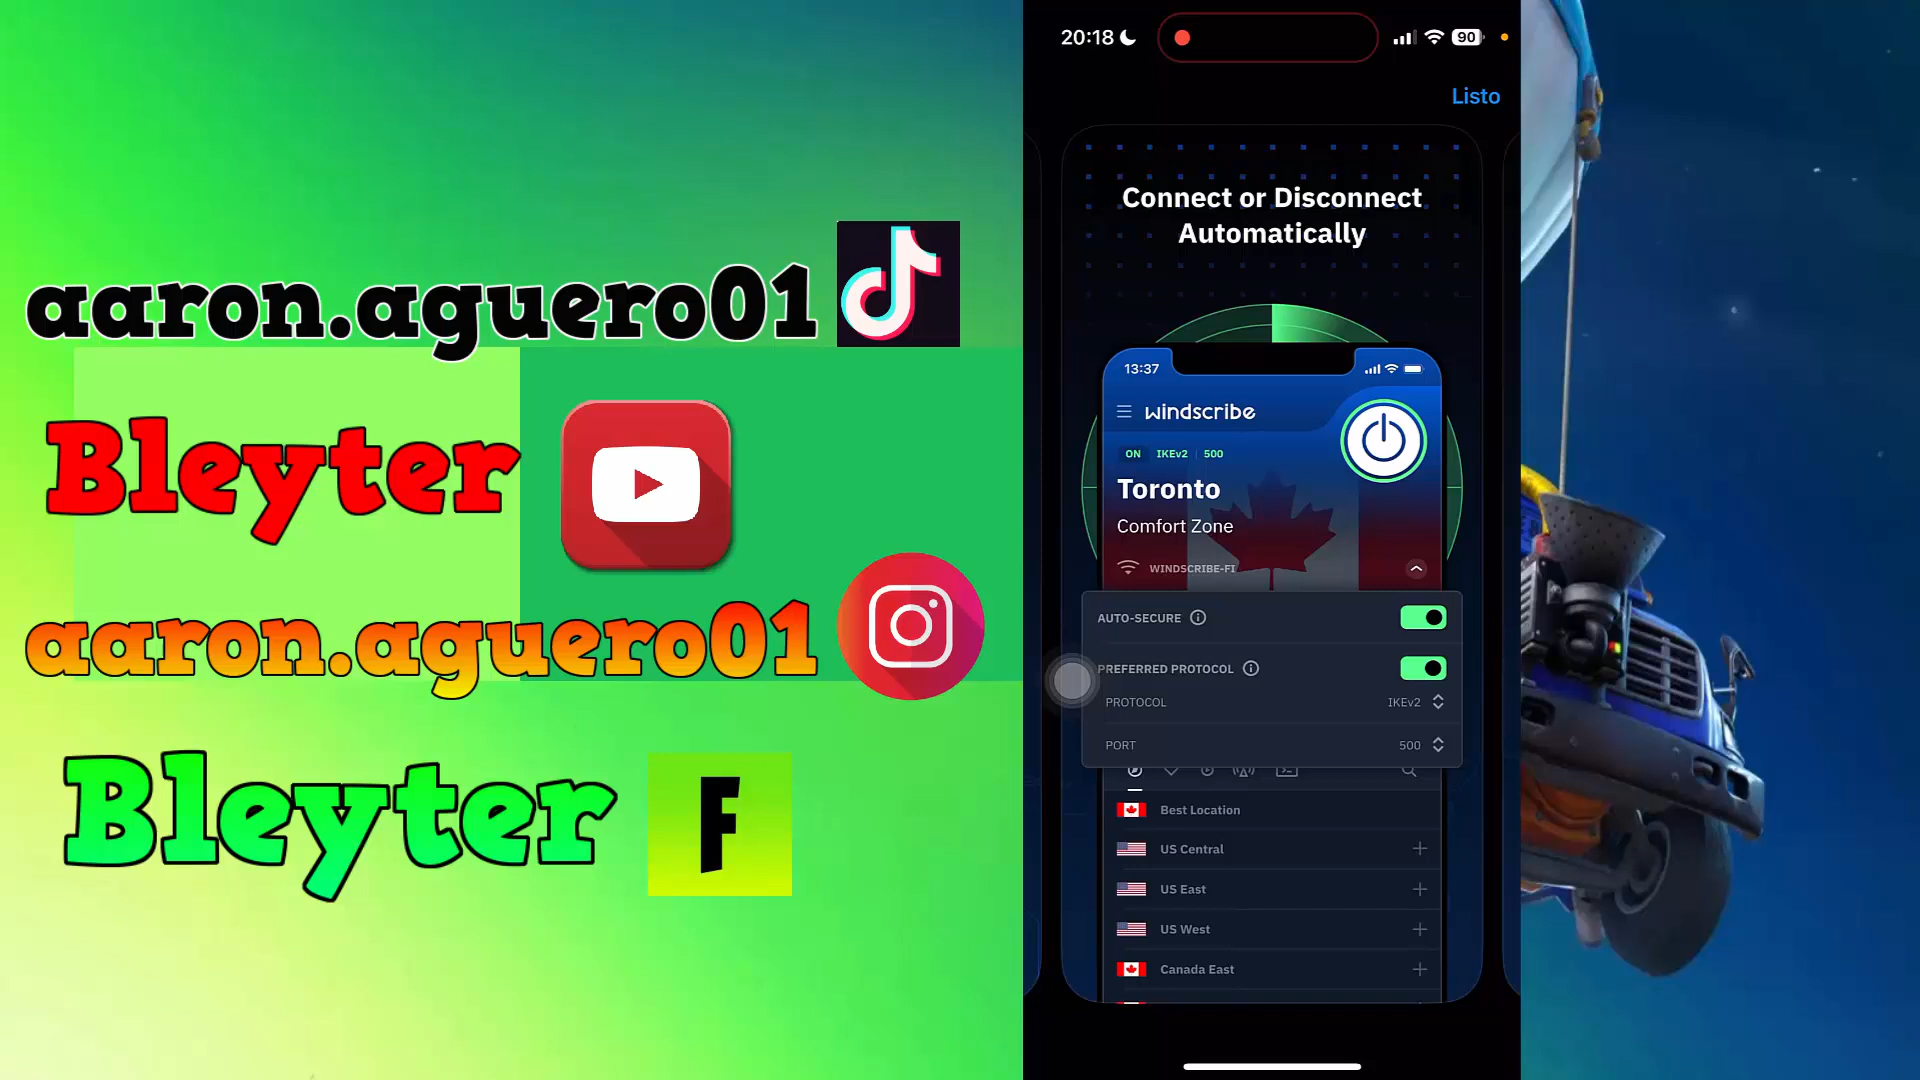 aaron.aguero01
Bleyter
aaron.aguero01
Bleyter
F
20:18
90
Listo
Connect or Disconnect
Automatically
13:37
windscribe
ON IKEv2 500
Toronto
Comfort Zone
WINDSCRIBE-FI
AUTO-SECURE
PREFERRED PROTOCOL
PROTOCOL IKEv2
PORT 500
Best Location
US Central
US East
US West
Canada East